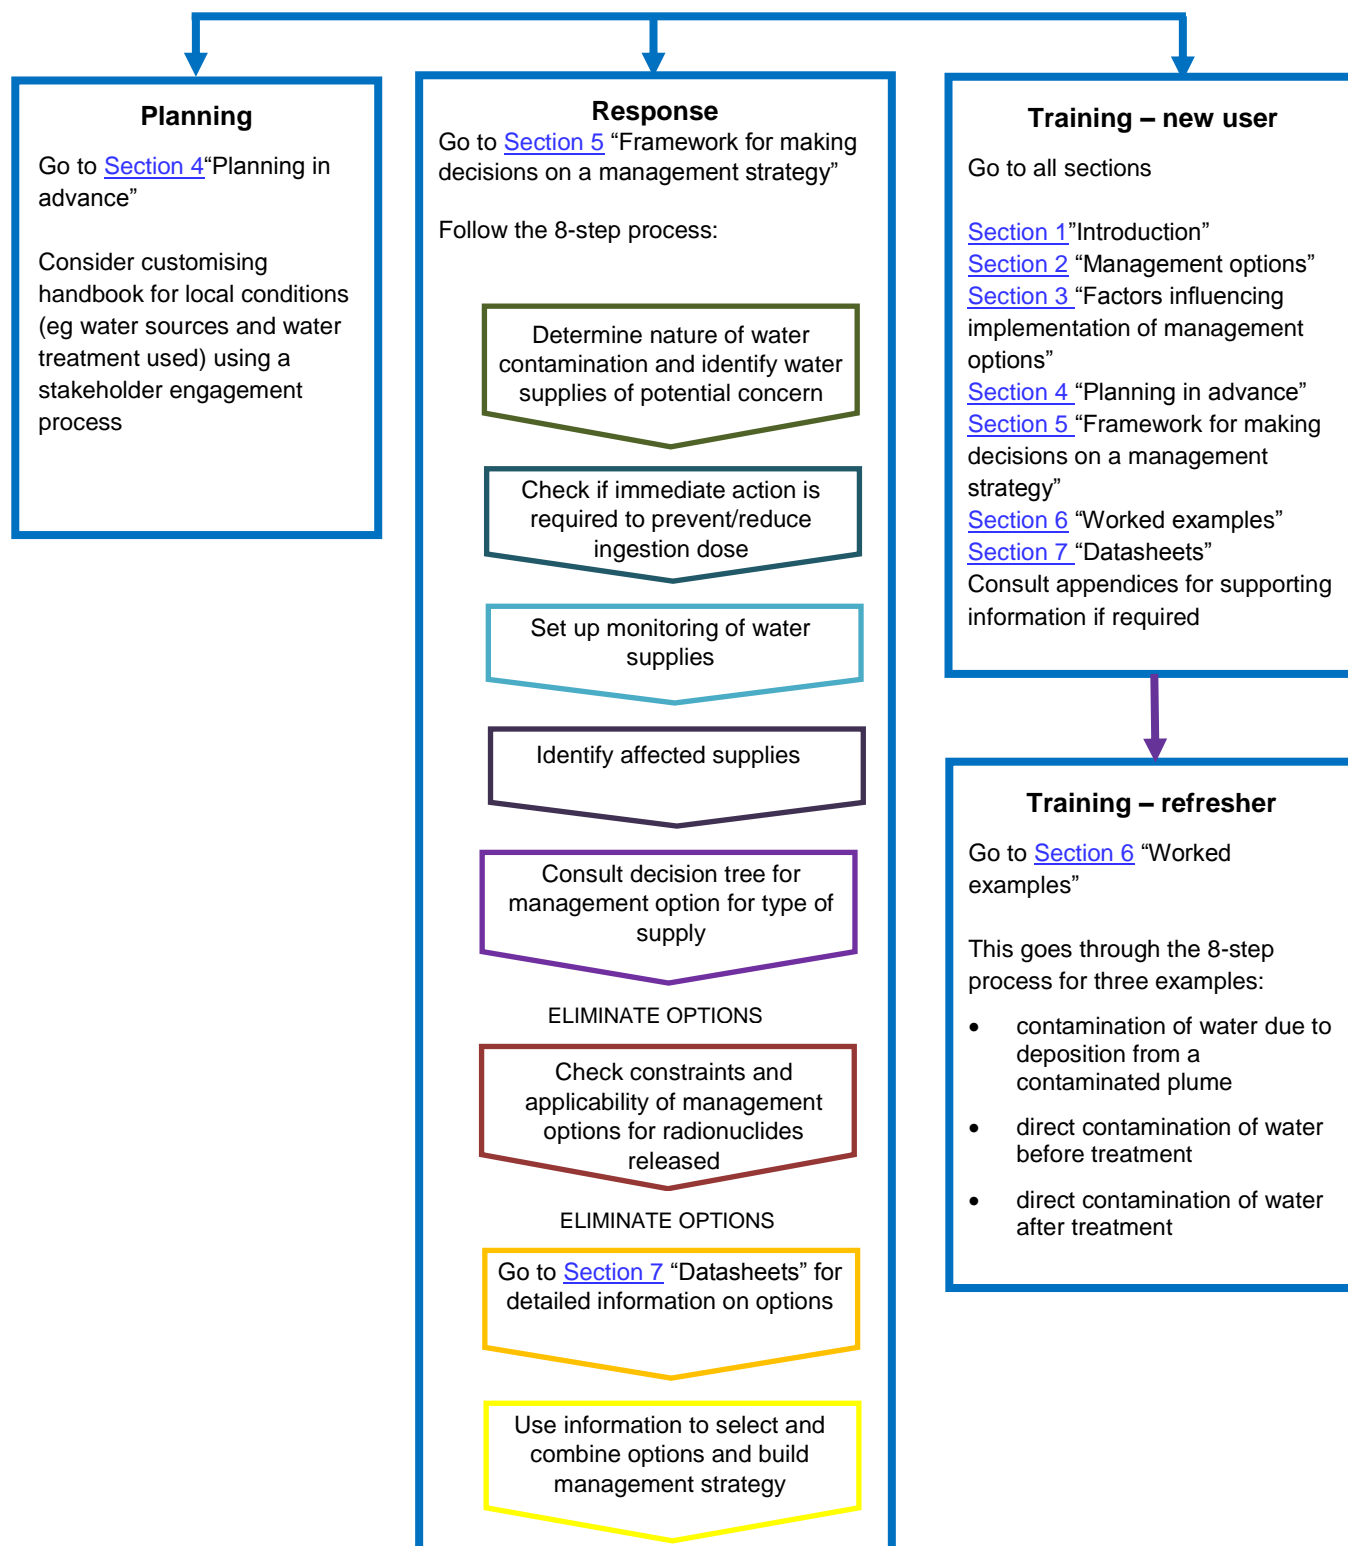 Planning
Go to Section 4“Planning in
advance”
Consider customising
handbook for local conditions
(eg water sources and water
treatment used) using a
stakeholder engagement
process
Response
Go to Section 5 “Framework for making
decisions on a management strategy”
Follow the 8-step process:
Determine nature of water
contamination and identify water
supplies of potential concern
Check if immediate action is
required to prevent/reduce
ingestion dose
Set up monitoring of water
supplies
Identify affected supplies
Consult decision tree for
management option for type of
supply
ELIMINATE OPTIONS
Check constraints and
applicability of management
options for radionuclides
released
ELIMINATE OPTIONS
Go to Section 7 “Datasheets” for
detailed information on options
Use information to select and
combine options and build
management strategy
Training – new user
Go to all sections
Section 1”Introduction”
Section 2 “Management options”
Section 3 “Factors influencing
implementation of management
options”
Section 4 “Planning in advance”
Section 5 “Framework for making
decisions on a management
strategy”
Section 6 “Worked examples”
Section 7 “Datasheets”
Consult appendices for supporting
information if required
Training – refresher
Go to Section 6 “Worked
examples”
This goes through the 8-step
process for three examples:
• contamination of water due to
deposition from a
contaminated plume
• direct contamination of water
before treatment
• direct contamination of water
after treatment